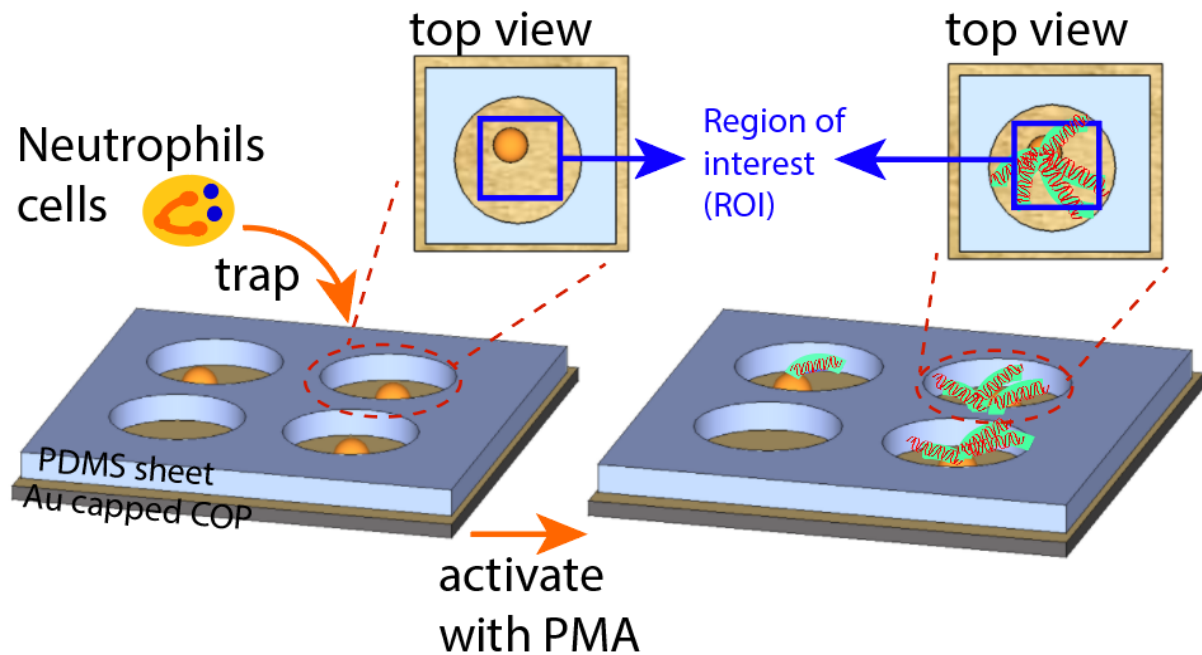 top view
top view
Neutrophils
cells
Region of
interest
(ROI)
trap
PDMS sheet
Au capped COP
activate
with PMA